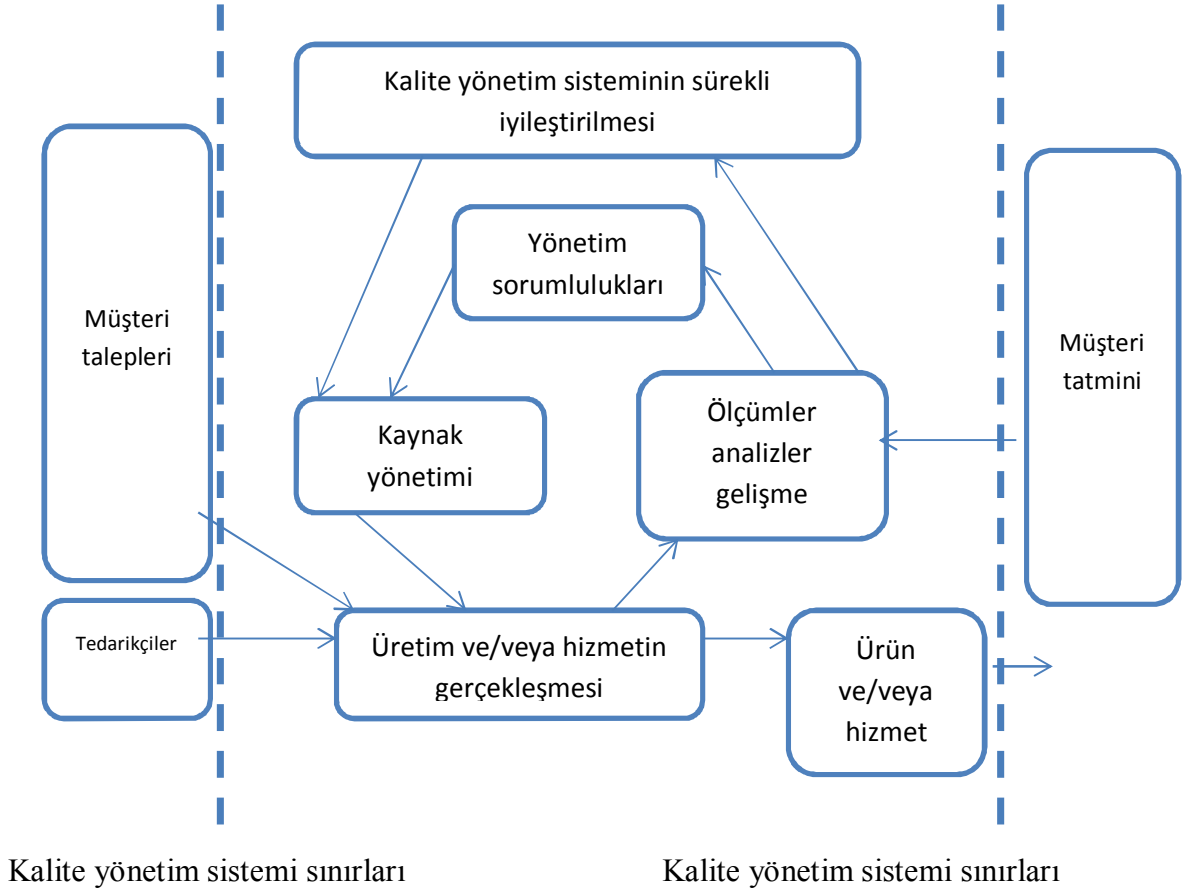 Kalite yönetim sisteminin sürekli
iyileştirilmesi
Yönetim
sorumlulukları
Müşteri
talepleri
Müşteri
tatmini
Kaynak
yönetimi
Ölçümler
analizler
gelişme
Tedarikçiler
Üretim ve/veya hizmetin
gerçekleşmesi
Ürün
ve/veya
hizmet
Kalite yönetim sistemi sınırları
Kalite yönetim sistemi sınırları